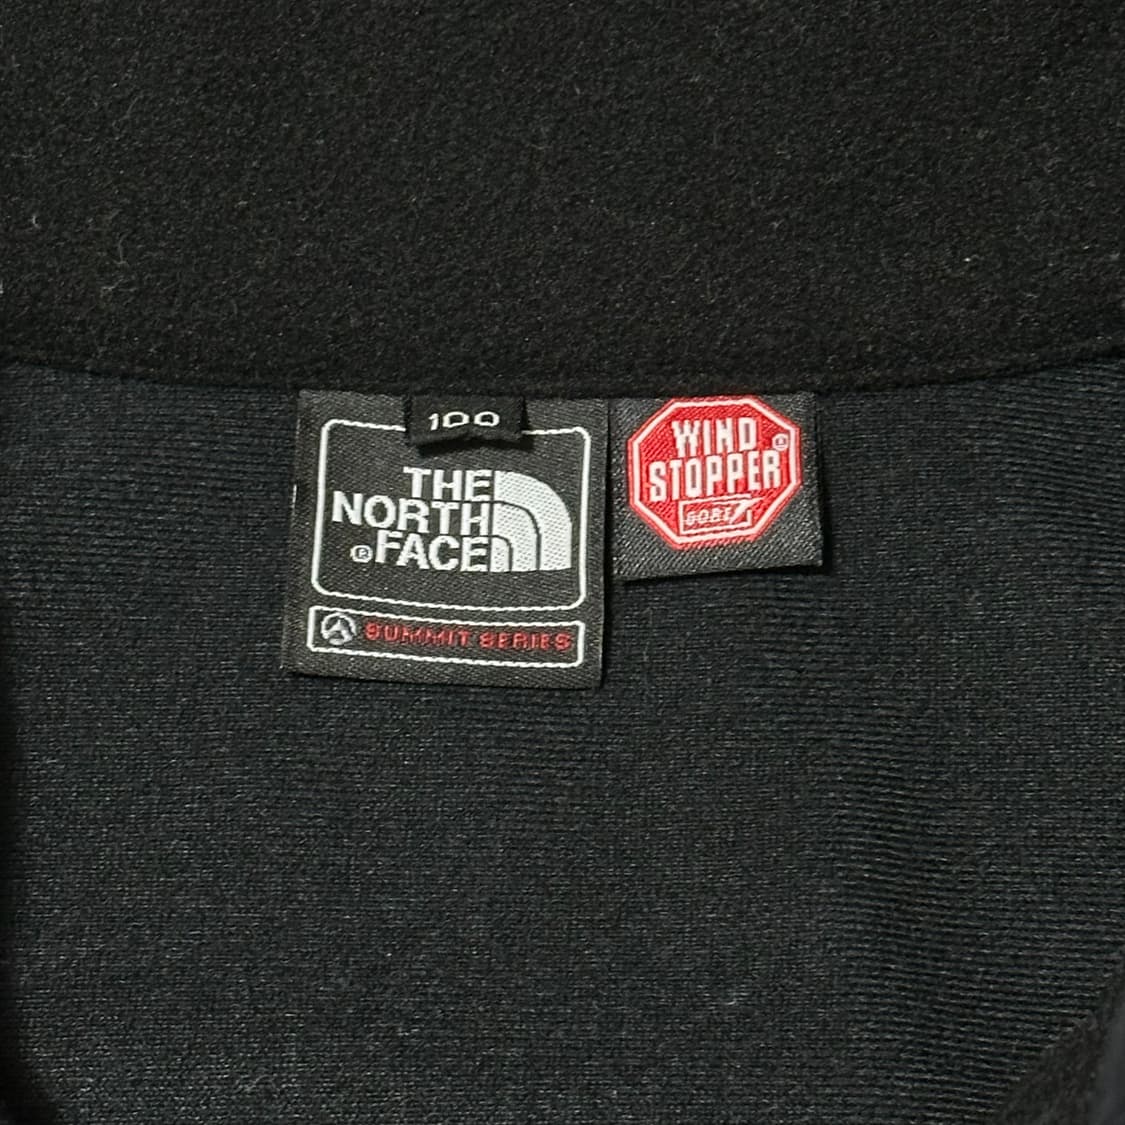 100
THE
NORTH
®FACE
SUMMIT SERIES
WIND
STOPPER®
GORE